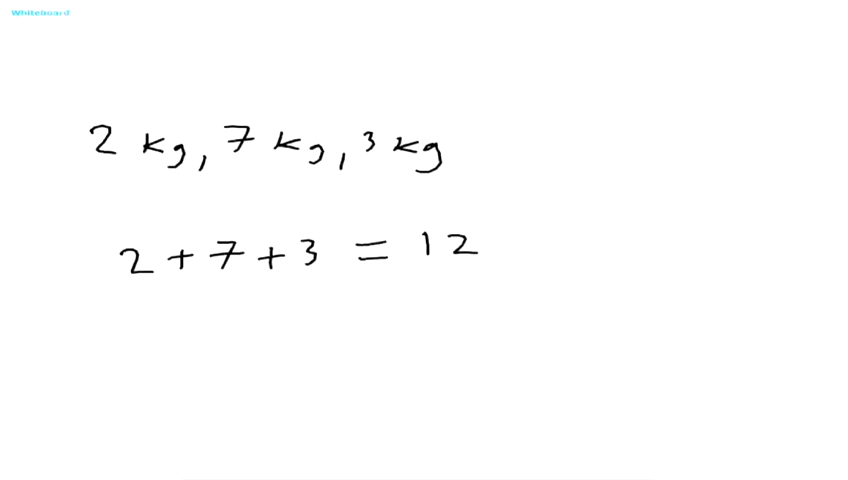 Whiteboard
2 kg, 7 kg, 3 kg
2 + 7 + 3 = 12